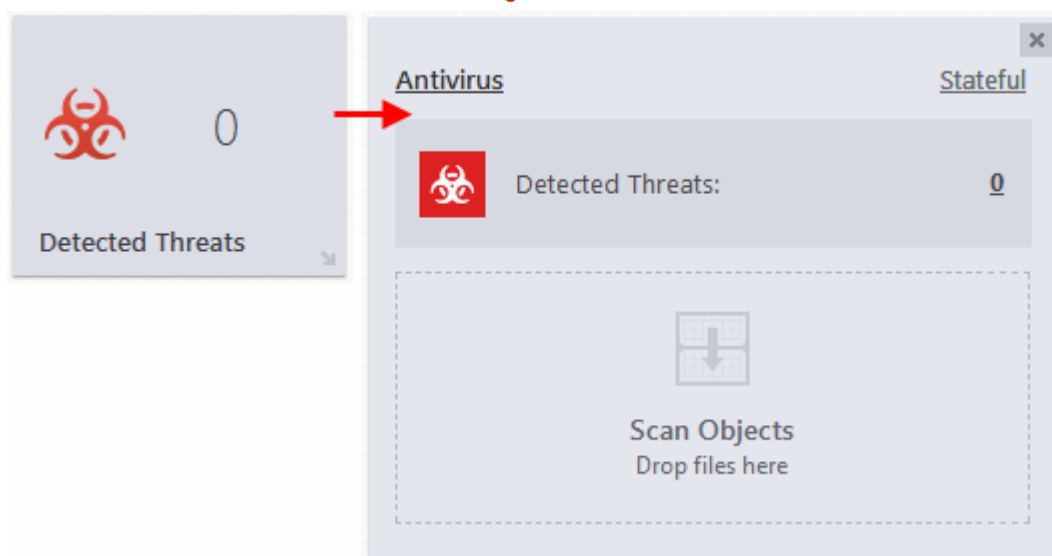 0
Detected Threats
Antivirus
Stateful
Detected Threats:
0
Scan Objects
Drop files here